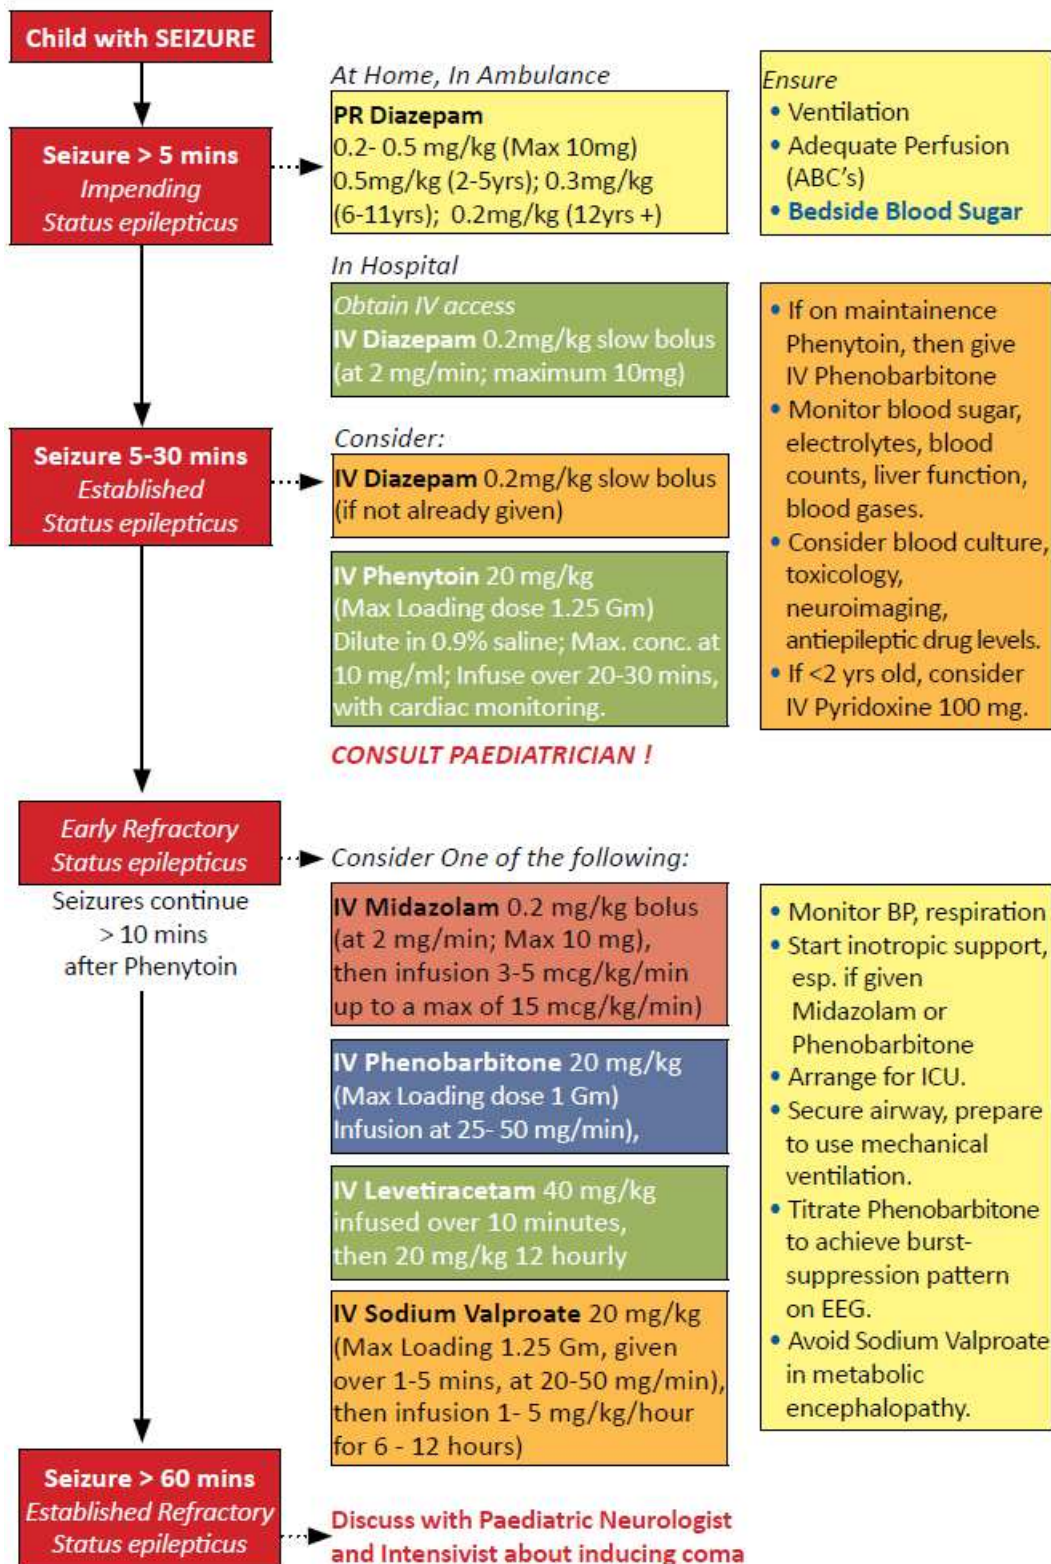 Child with SEIZURE
At Home, In Ambulance
PR Diazepam
0.2- 0.5 mg/kg (Max 10mg)
0.5mg/kg (2-5yrs); 0.3mg/kg
(6-11yrs); 0.2mg/kg (12yrs +)
Ensure
• Ventilation
• Adequate Perfusion
(ABC's)
• Bedside Blood Sugar
Seizure > 5 mins
Impending
Status epilepticus
In Hospital
Obtain IV access
IV Diazepam 0.2mg/kg slow bolus
(at 2 mg/min; maximum 10mg)
Seizure 5-30 mins
Established
Status epilepticus
Consider:
IV Diazepam 0.2mg/kg slow bolus
(if not already given)
IV Phenytoin 20 mg/kg
(Max Loading dose 1.25 Gm)
Dilute in 0.9% saline; Max. conc. at
10 mg/ml; Infuse over 20-30 mins,
with cardiac monitoring.
CONSULT PAEDIATRICIAN !
• If on maintainence
Phenytoin, then give
IV Phenobarbitone
• Monitor blood sugar,
electrolytes, blood
counts, liver function,
blood gases.
• Consider blood culture,
toxicology,
neuroimaging,
antiepileptic drug levels.
• If <2 yrs old, consider
IV Pyridoxine 100 mg.
Early Refractory
Status epilepticus
Seizures continue
> 10 mins
after Phenytoin
Consider One of the following:
IV Midazolam 0.2 mg/kg bolus
(at 2 mg/min; Max 10 mg),
then infusion 3-5 mcg/kg/min
up to a max of 15 mcg/kg/min)
IV Phenobarbitone 20 mg/kg
(Max Loading dose 1 Gm)
Infusion at 25- 50 mg/min),
IV Levetiracetam 40 mg/kg
infused over 10 minutes,
then 20 mg/kg 12 hourly
IV Sodium Valproate 20 mg/kg
(Max Loading 1.25 Gm, given
over 1-5 mins, at 20-50 mg/min),
then infusion 1- 5 mg/kg/hour
for 6 - 12 hours)
• Monitor BP, respiration
• Start inotropic support,
esp. if given
Midazolam or
Phenobarbitone
• Arrange for ICU.
• Secure airway, prepare
to use mechanical
ventilation.
• Titrate Phenobarbitone
to achieve burst-
suppression pattern
on EEG.
• Avoid Sodium Valproate
in metabolic
encephalopathy.
Seizure > 60 mins
Established Refractory
Status epilepticus
Discuss with Paediatric Neurologist
and Intensivist about inducing coma